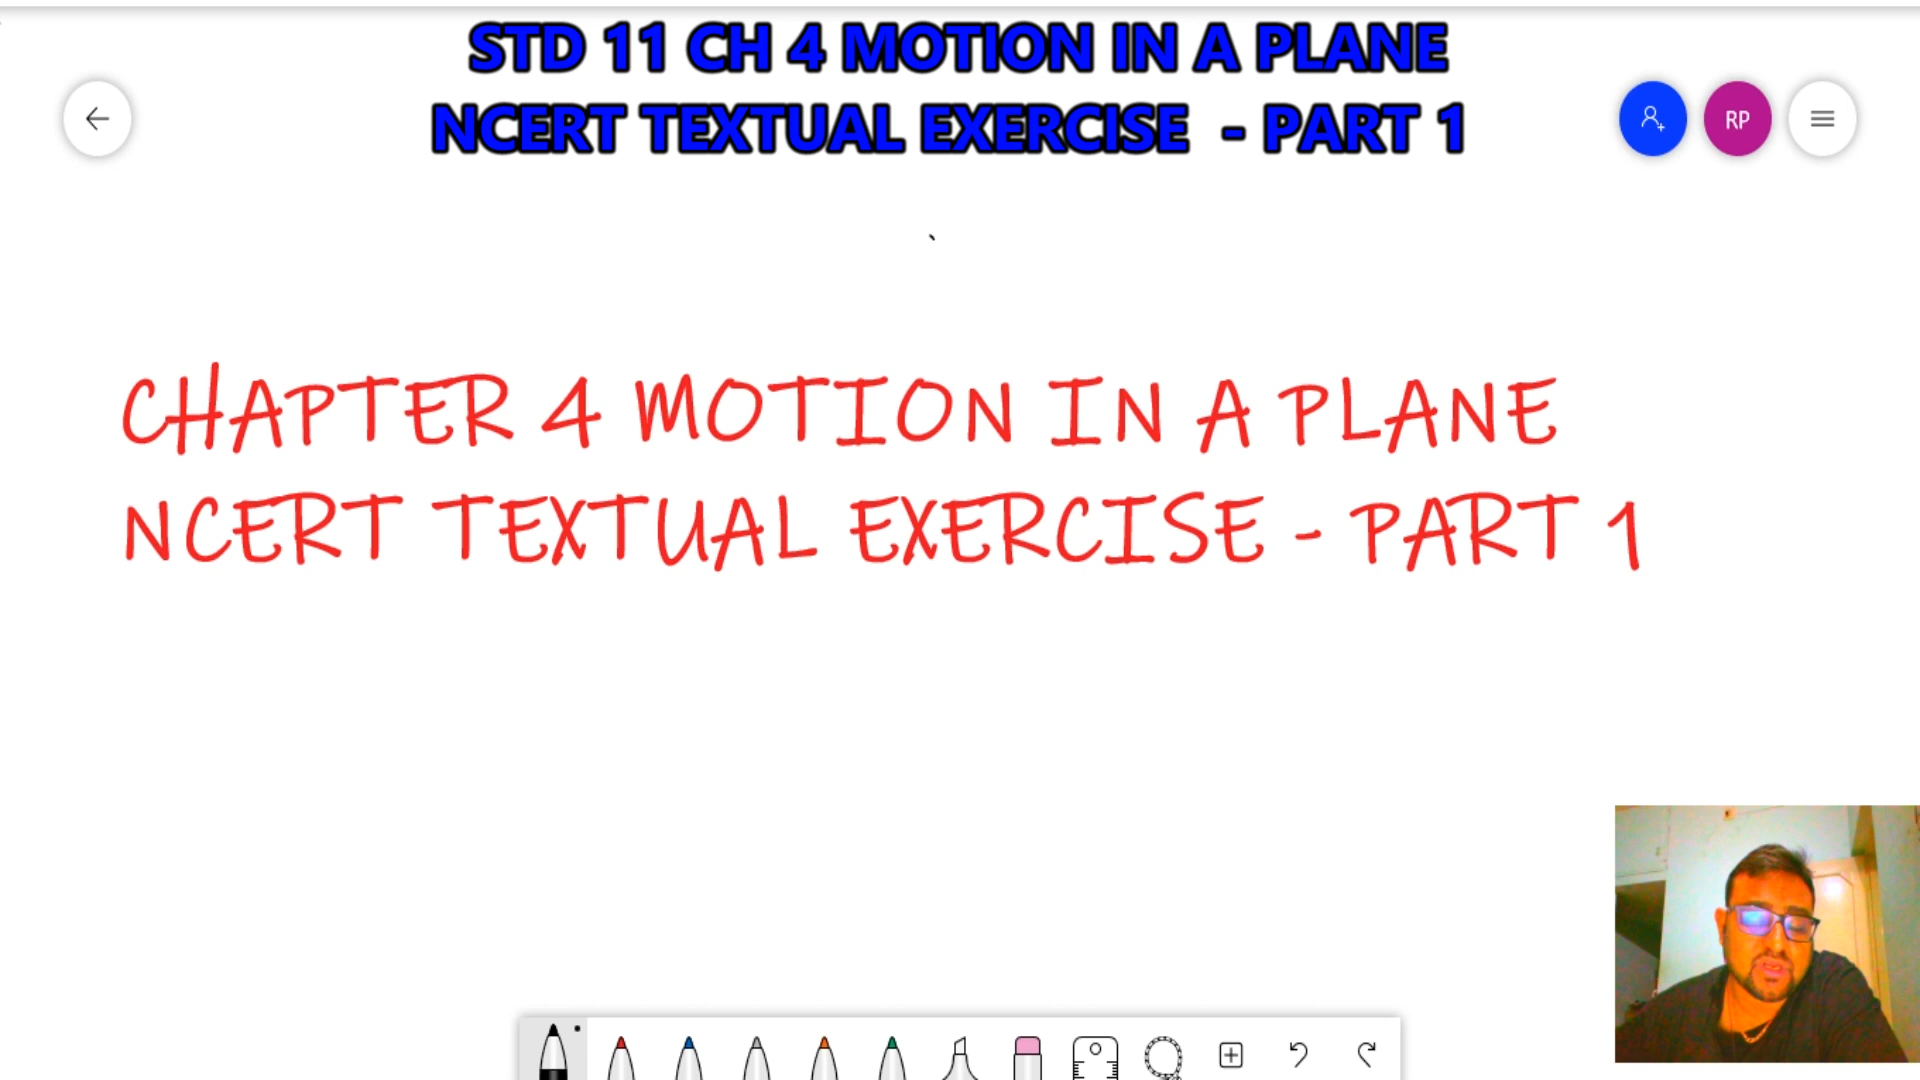 STD 11 CH 4 MOTION IN A PLANE
NCERT TEXTUAL EXERCISE - PART 1
RP
CHAPTER 4 MOTION IN A PLANE
NCERT TEXTUAL EXERCISE - PART 1